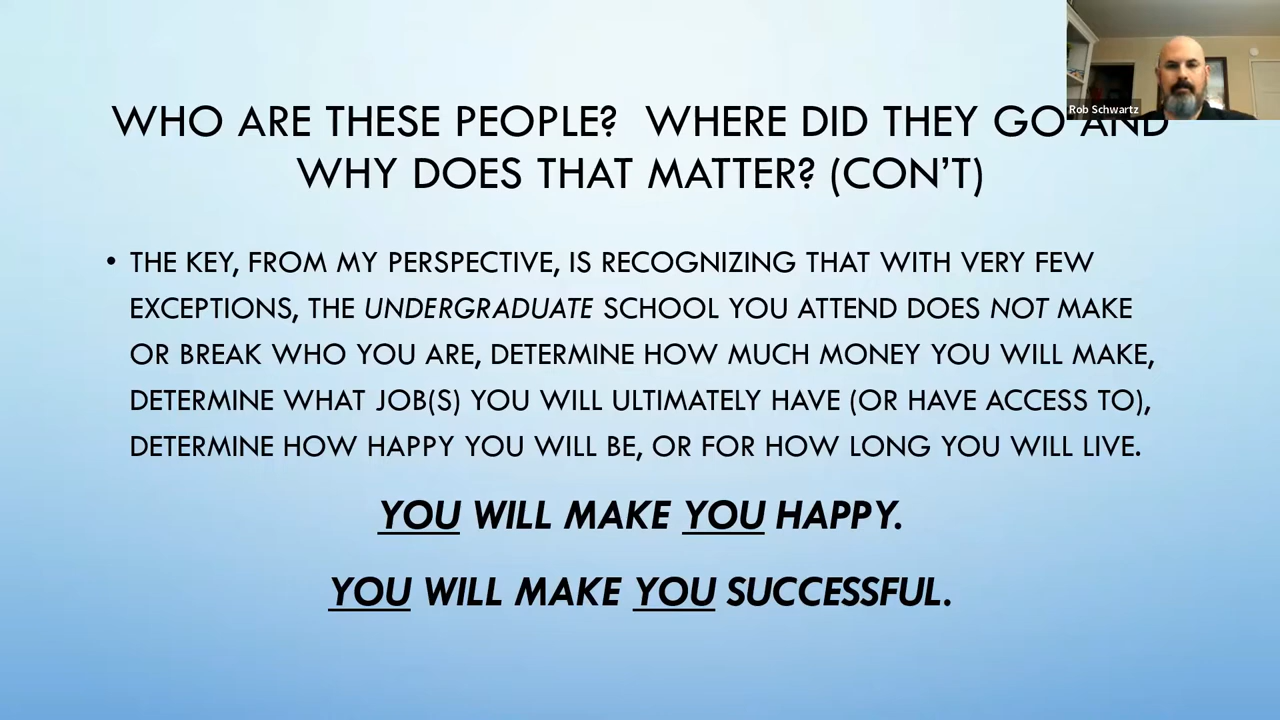 Rob Schwartz
WHO ARE THESE PEOPLE? WHERE DID THEY GO AND
WHY DOES THAT MATTER? (CON'T)
• THE KEY, FROM MY PERSPECTIVE, IS RECOGNIZING THAT WITH VERY FEW
EXCEPTIONS, THE UNDERGRADUATE SCHOOL YOU ATTEND DOES NOT MAKE
OR BREAK WHO YOU ARE, DETERMINE HOW MUCH MONEY YOU WILL MAKE,
DETERMINE WHAT JOB(S) YOU WILL ULTIMATELY HAVE (OR HAVE ACCESS TO),
DETERMINE HOW HAPPY YOU WILL BE, OR FOR HOW LONG YOU WILL LIVE.
YOU WILL MAKE YOU HAPPY.
YOU WILL MAKE YOU SUCCESSFUL.